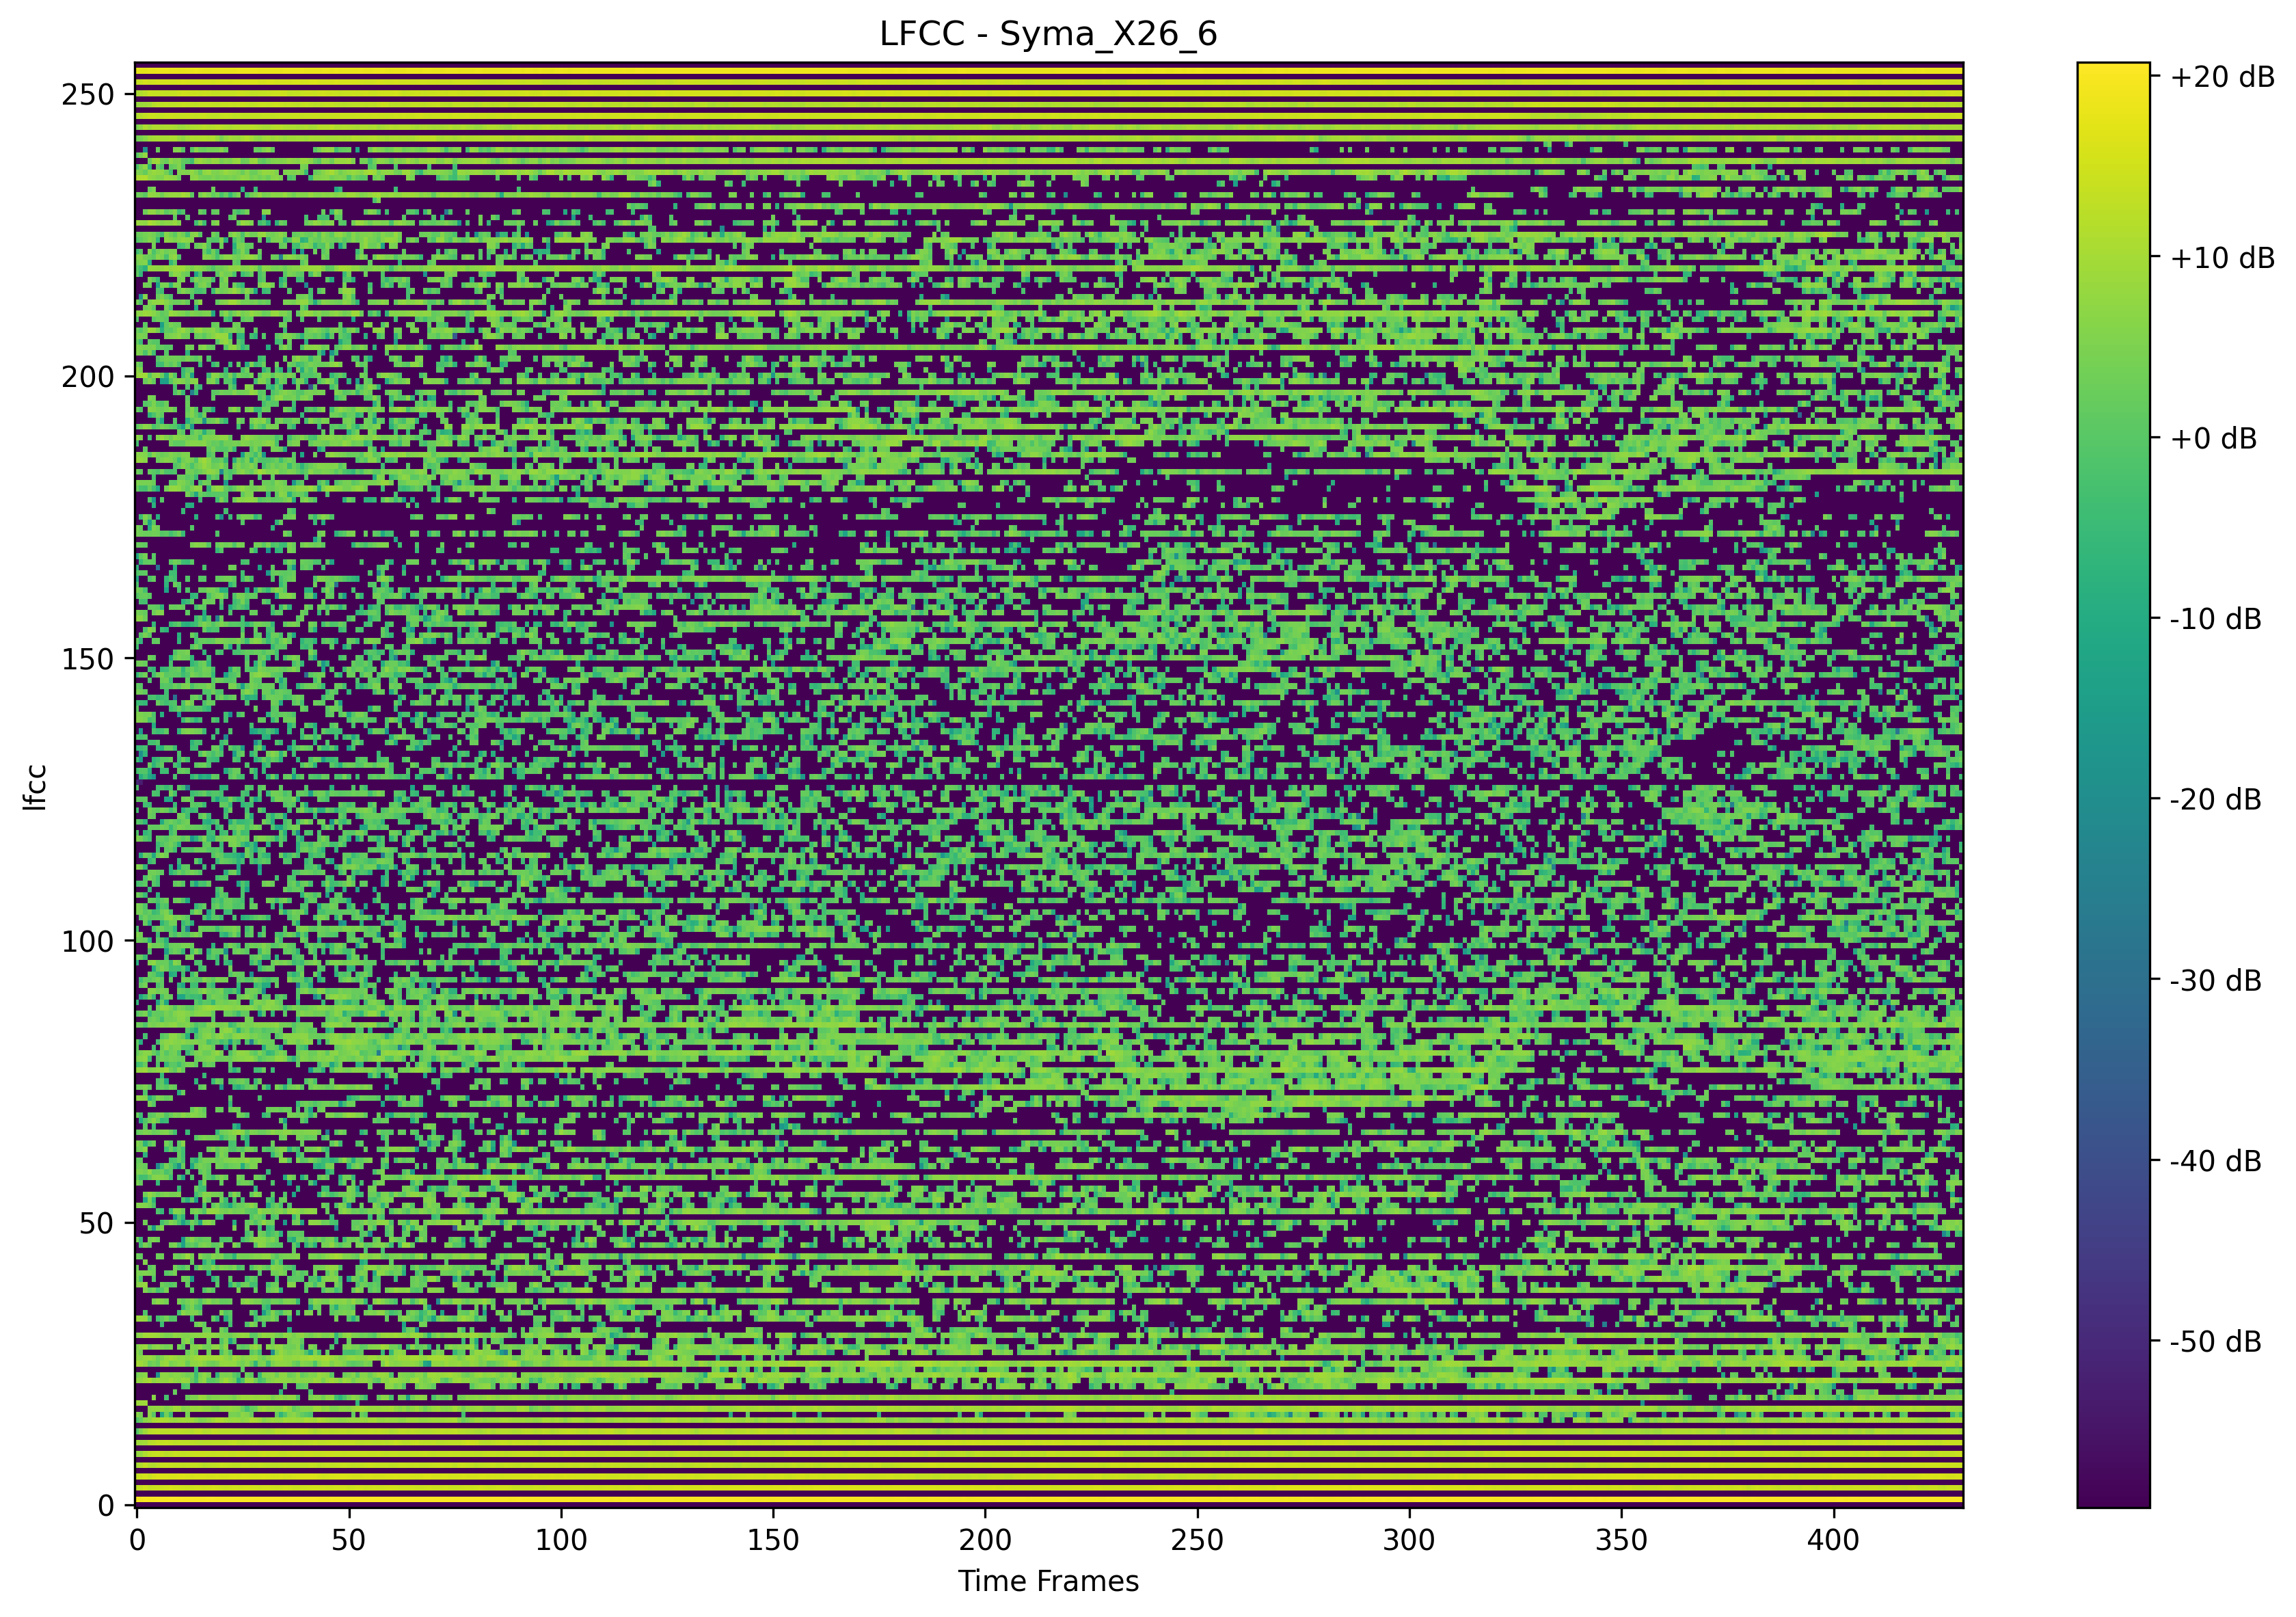 LFCC - Syma_X26_6
lfcc
250
200
150
100
50
0
0 50 100 150 200 250 300 350 400
Time Frames
+20 dB
+10 dB
+0 dB
-10 dB
-20 dB
-30 dB
-40 dB
-50 dB